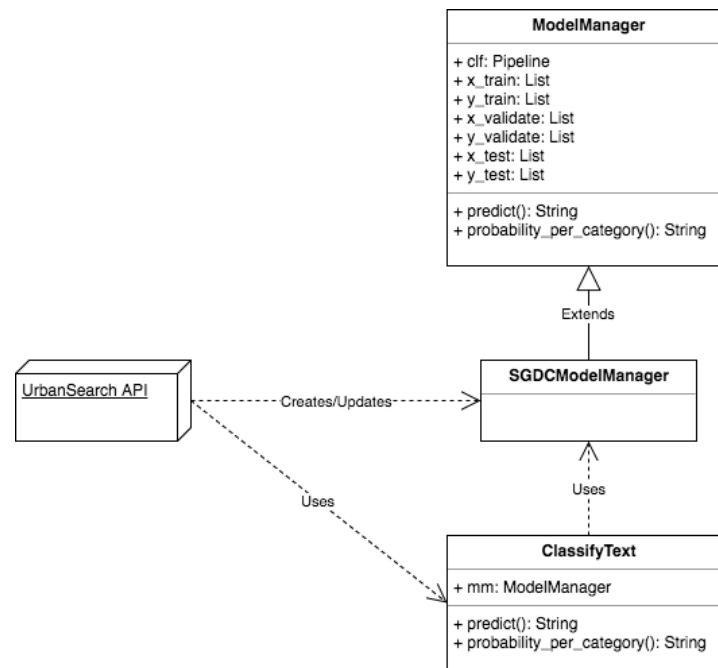 ModelManager
+ clf: Pipeline
+ x_train: List
+ y_train: List
+ x_validate: List
+ y_validate: List
+ x_test: List
+ y_test: List
+ predict(): String
+ probability_per_category(): String
Extends
UrbanSearch API
SGDCModelManager
Creates/Updates
Uses
Uses
ClassifyText
+ mm: ModelManager
+ predict(): String
+ probability_per_category(): String